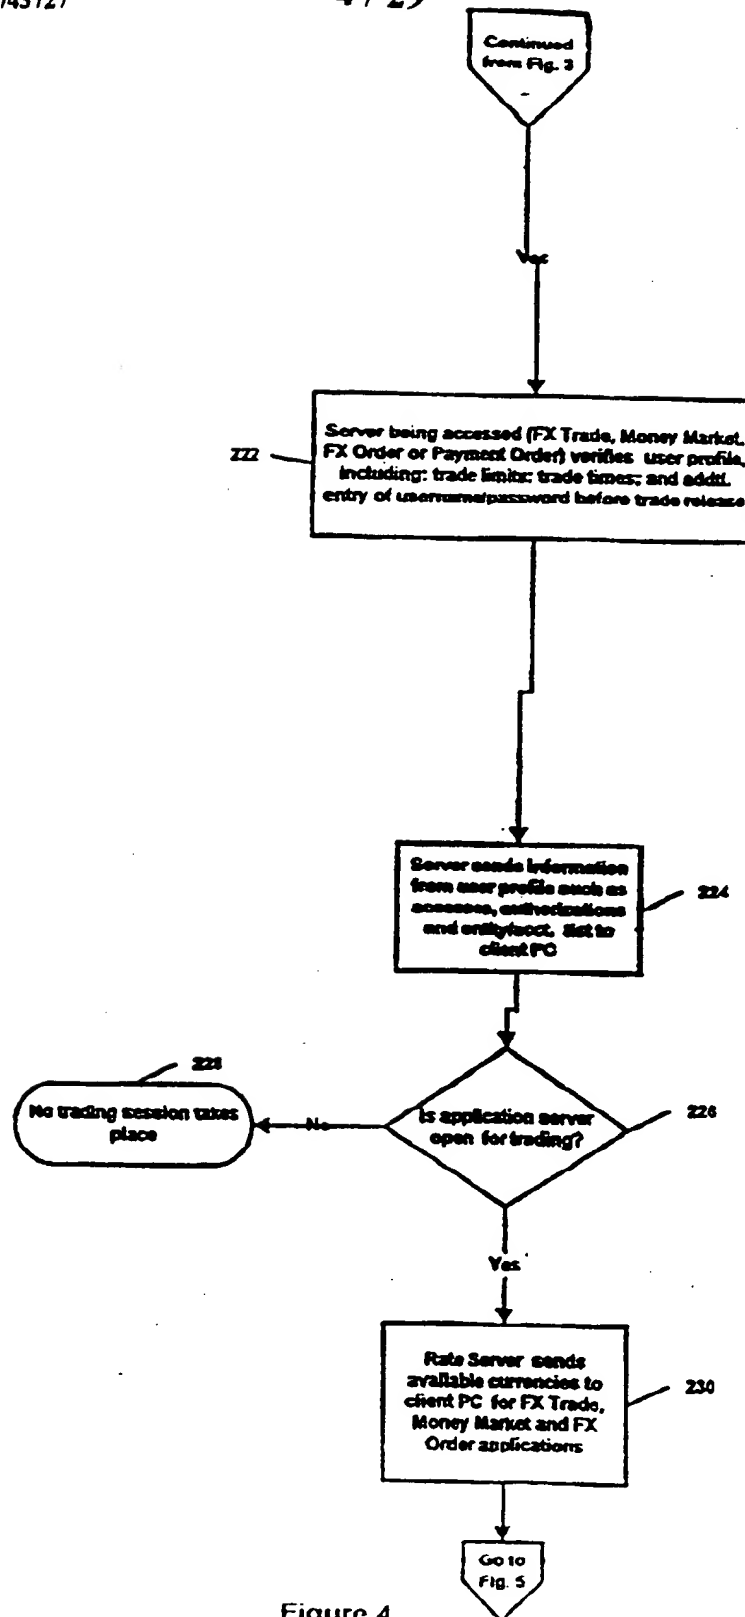 Continued
from Fig. 3
Yes
222
Server being accessed (FX Trade, Money Market,
FX Order or Payment Order) verifies user profile,
including: trade limits; trade times; and addtl.
entry of username/password before trade release
Server sends information
from user profile such as
accesses, authorizations
and entity/acct. list to
client PC
224
228
No trading session takes
place
No
Is application server
open for trading?
226
Yes
Rate Server sends
available currencies to
client PC for FX Trade,
Money Market and FX
Order applications
230
Go to
Fig. 5
Figure 4